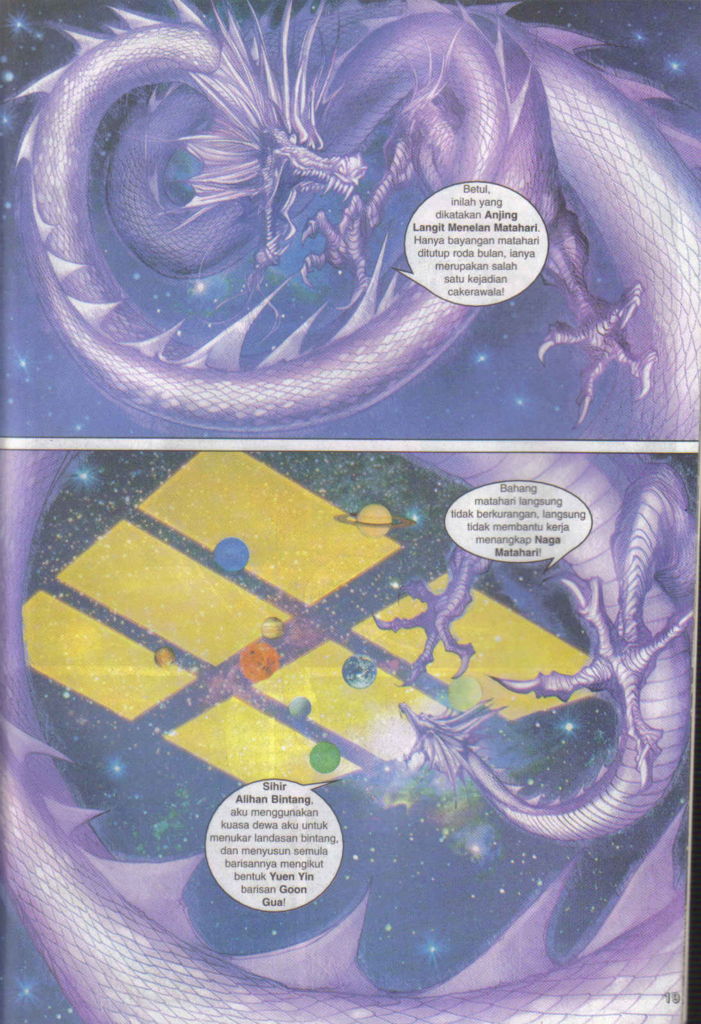 Betul,
inilah yang
dikatakan Anjing
Langit Menelan Matahari.
Hanya bayangan matahari
ditutup roda bulan, ianya
merupakan salah
satu kejadian
cakerawala!
Bahang
matahari langsung
tidak berkurangan, langsung
tidak membantu kerja
menangkap Naga
Matahari!
Sihir
Alihan Bintang,
aku menggunakan
kuasa dewa aku untuk
menukar landasan bintang,
dan menyusun semula
barisannya mengikut
bentuk Yuen Yin
barisan Goon
Gua!
19